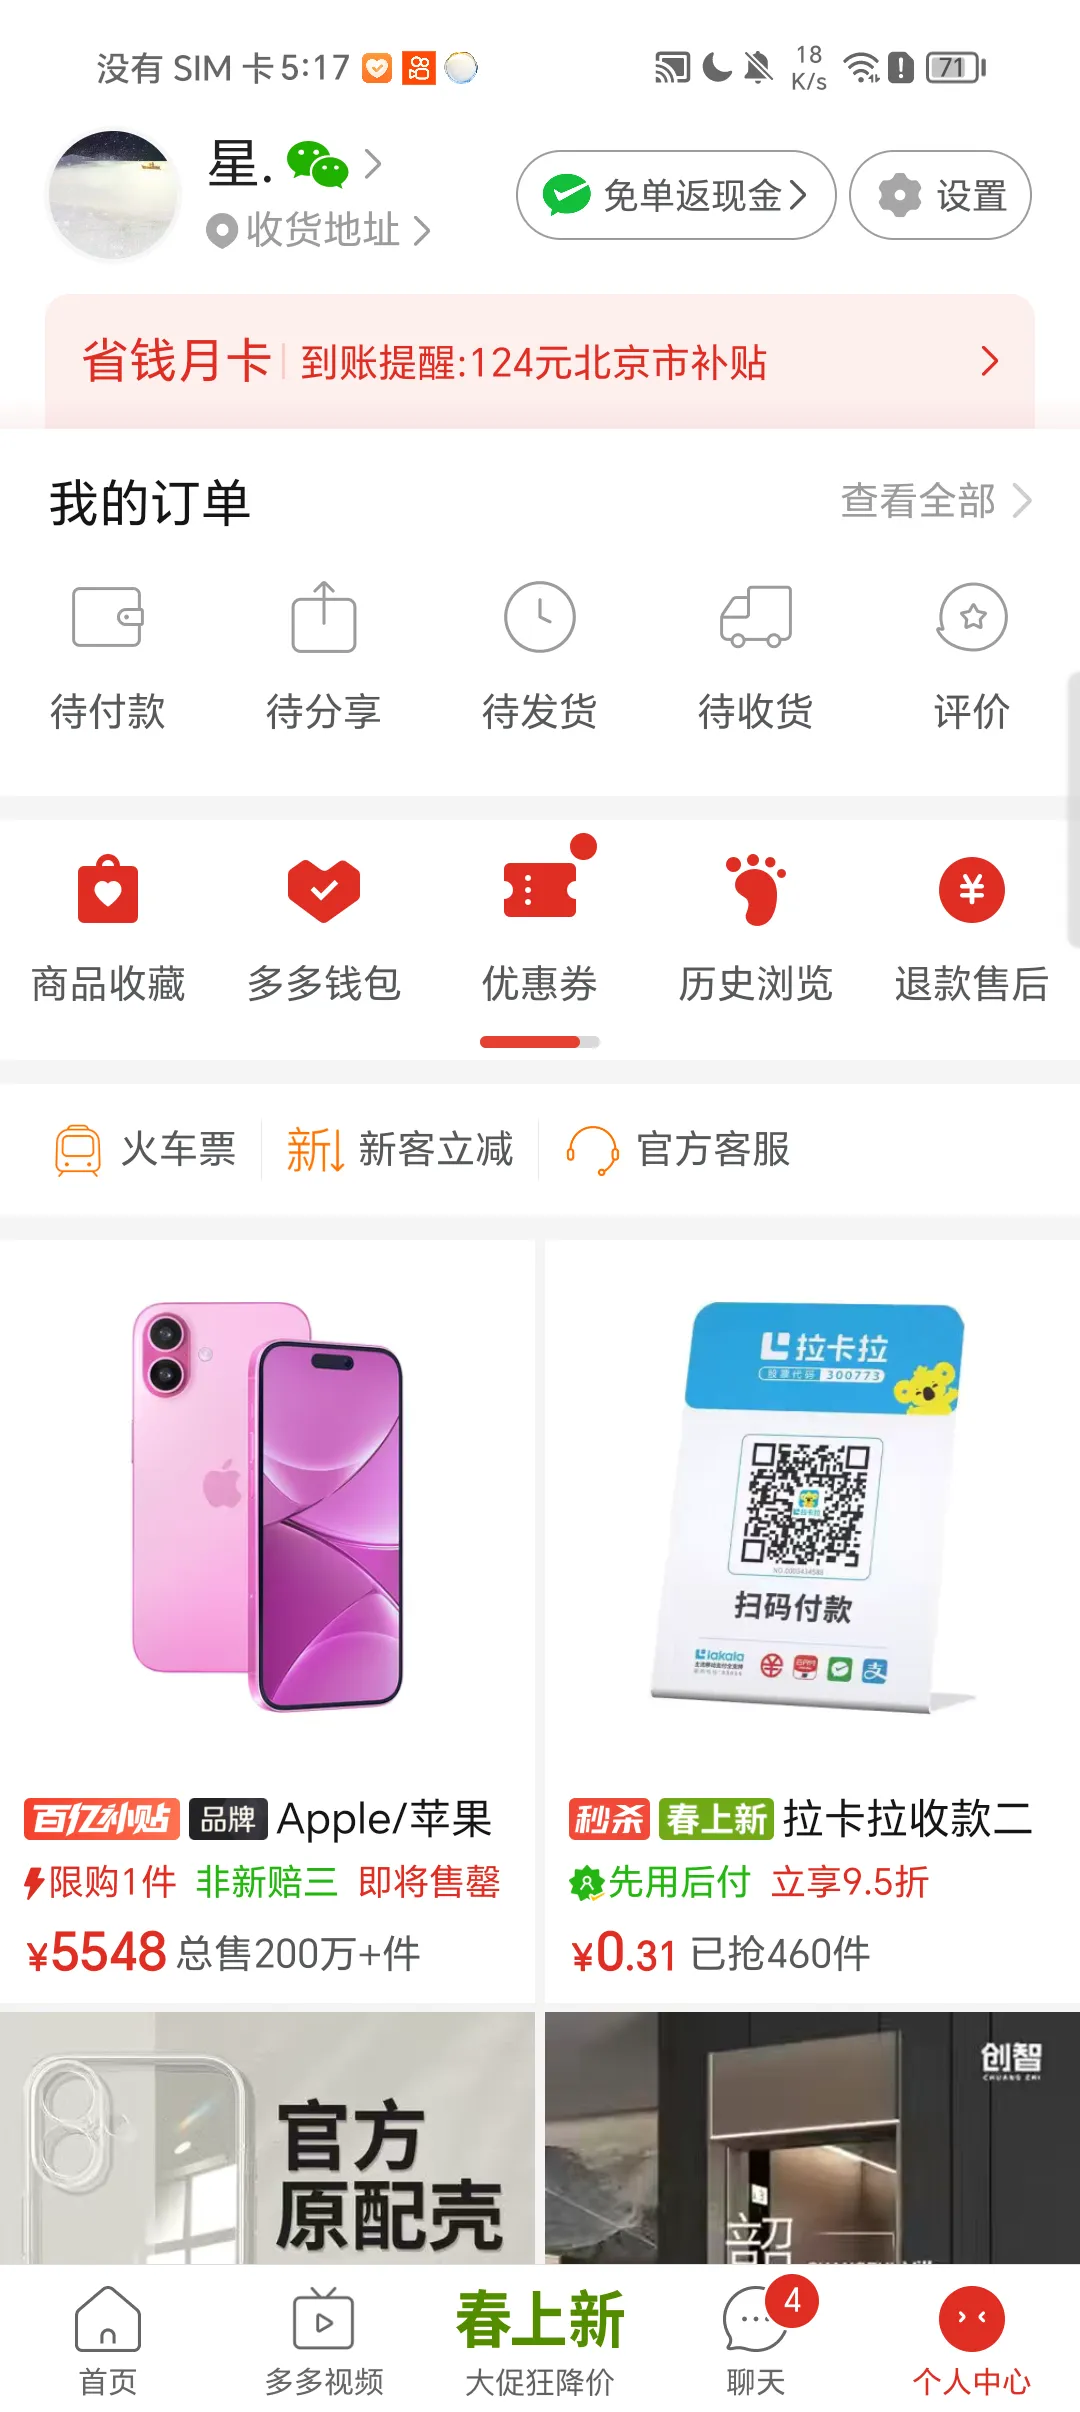 没有 SIM 卡 5:17
18 K/s
71
星.
收货地址
免单返现金
设置
省钱月卡 到账提醒:124元北京市补贴
我的订单
查看全部
待付款 待分享 待发货 待收货 评价
商品收藏 多多钱包 优惠券 历史浏览 退款售后
火车票 新 新客立减 官方客服
拉卡拉
股票代码 300773
扫码付款
lakala
百亿补贴 品牌 Apple/苹果
限购1件 非新赔三 即将售罄
¥5548 总售200万+件
秒杀 春上新 拉卡拉收款二
先用后付 立享9.5折
¥0.31 已抢460件
官方
原配壳
创智
CHUANG ZHI
首页 多多视频 春上新 大促狂降价 聊天 4 个人中心